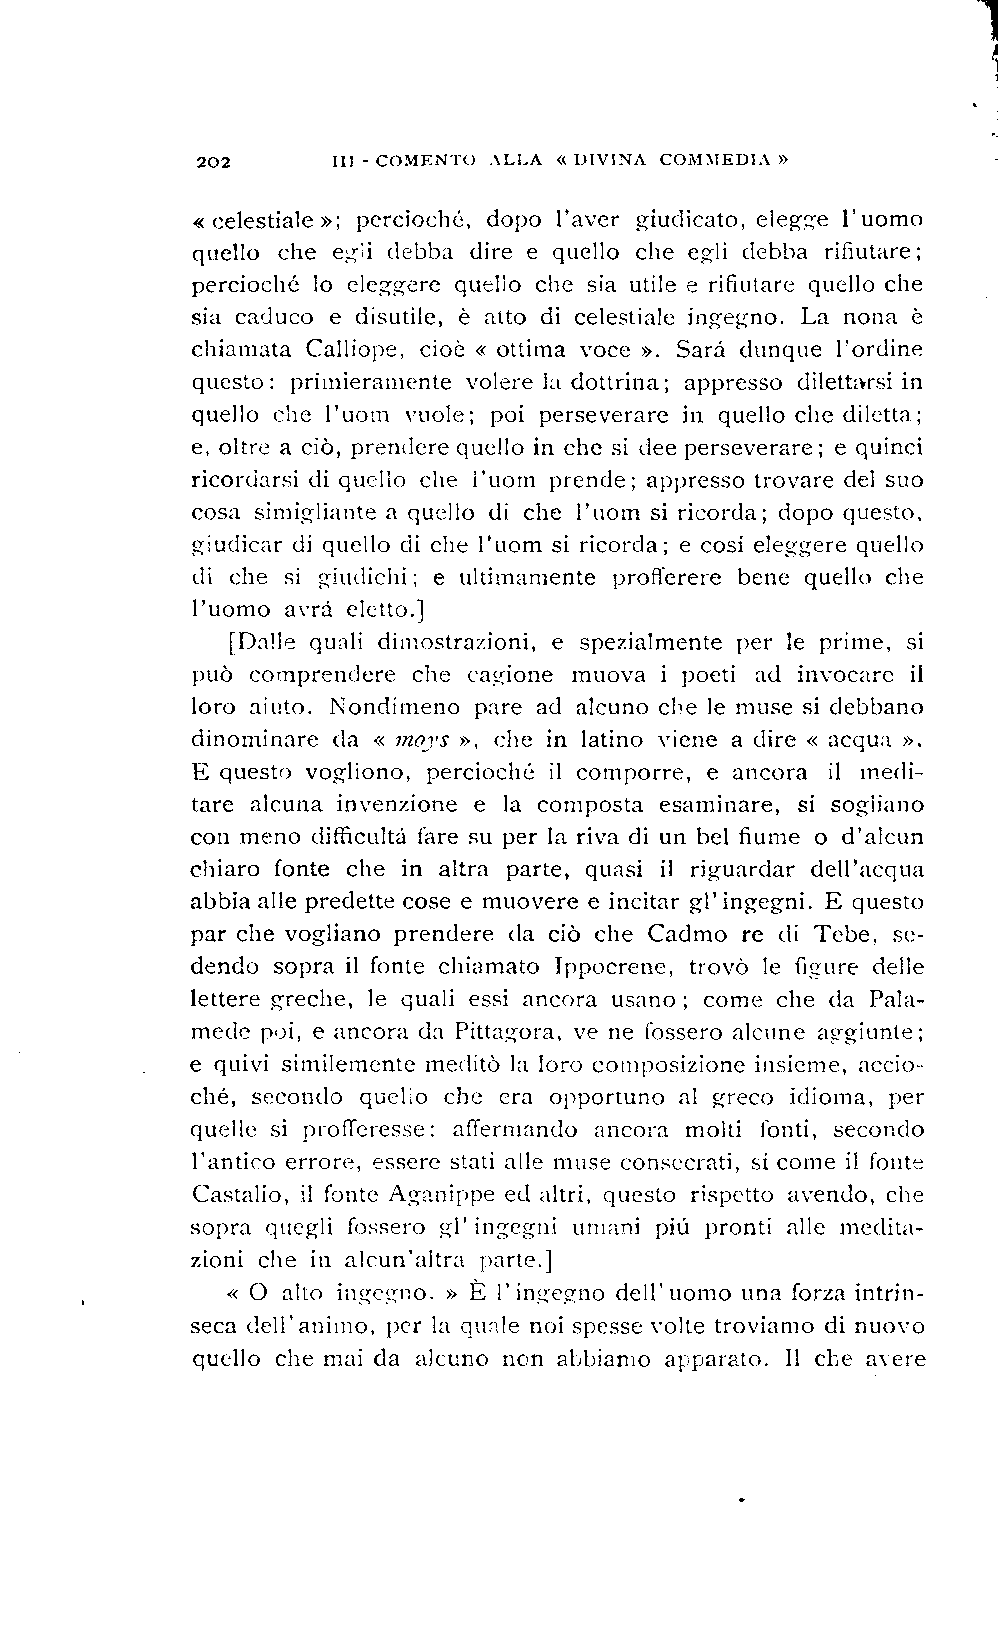 202 III - COMENTO ALLA « DIVINA COMMEDIA »
« celestiale »; percioché, dopo l'aver giudicato, elegge l'uomo
quello che egli debba dire e quello che egli debba rifiutare;
percioché lo eleggere quello che sia utile e rifiutare quello che
sia caduco e disutile, è atto di celestiale ingegno. La nona è
chiamata Calliope, cioè « ottima voce ». Sará dunque l'ordine
questo: primieramente volere la dottrina; appresso dilettarsi in
quello che l'uom vuole; poi perseverare in quello che diletta;
e, oltre a ciò, prendere quello in che si dee perseverare; e quinci
ricordarsi di quello che l'uom prende; appresso trovare del suo
cosa simigliante a quello di che l'uom si ricorda; dopo questo,
giudicar di quello di che l'uom si ricorda; e cosí eleggere quello
di che si giudichi; e ultimamente profferere bene quello che
l'uomo avrá eletto.]
[Dalle quali dimostrazioni, e spezialmente per le prime, si
può comprendere che cagione muova i poeti ad invocare il
loro aiuto. Nondimeno pare ad alcuno che le muse si debbano
dinominare da « moys », che in latino viene a dire « acqua ».
E questo vogliono, percioché il comporre, e ancora il medi-
tare alcuna invenzione e la composta esaminare, si sogliano
con meno difficultá fare su per la riva di un bel fiume o d'alcun
chiaro fonte che in altra parte, quasi il riguardar dell'acqua
abbia alle predette cose e muovere e incitar gl'ingegni. E questo
par che vogliano prendere da ciò che Cadmo re di Tebe, se-
dendo sopra il fonte chiamato Ippocrene, trovò le figure delle
lettere greche, le quali essi ancora usano; come che da Pala-
mede poi, e ancora da Pittagora, ve ne fossero alcune aggiunte;
e quivi similemente meditò la loro composizione insieme, accio-
ché, secondo quello che era opportuno al greco idioma, per
quelle si profferesse: affermando ancora molti fonti, secondo
l'antico errore, essere stati alle muse consecrati, sí come il fonte
Castalio, il fonte Aganippe ed altri, questo rispetto avendo, che
sopra quegli fossero gl'ingegni umani piú pronti alle medita-
zioni che in alcun'altra parte.]
« O alto ingegno. » È l'ingegno dell'uomo una forza intrin-
seca dell'animo, per la quale noi spesse volte troviamo di nuovo
quello che mai da alcuno non abbiamo apparato. Il che avere